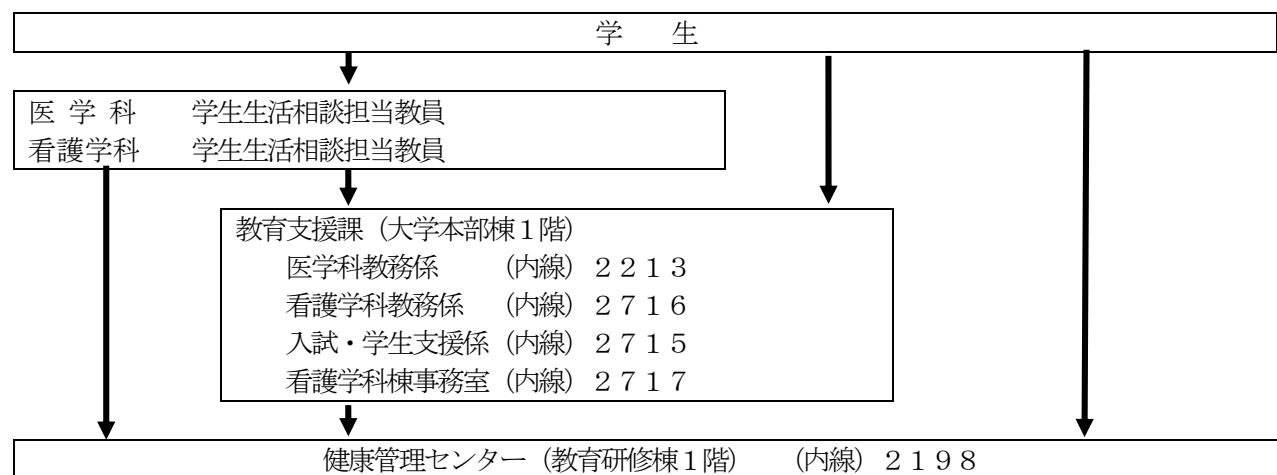 学　　生
医 学 科　　学生生活相談担当教員
看護学科　　学生生活相談担当教員
教育支援課（大学本部棟１階）
医学科教務係　　（内線）２２１３
看護学科教務係　（内線）２７１６
入試・学生支援係（内線）２７１５
看護学科棟事務室（内線）２７１７
健康管理センター（教育研修棟１階）　　（内線）２１９８